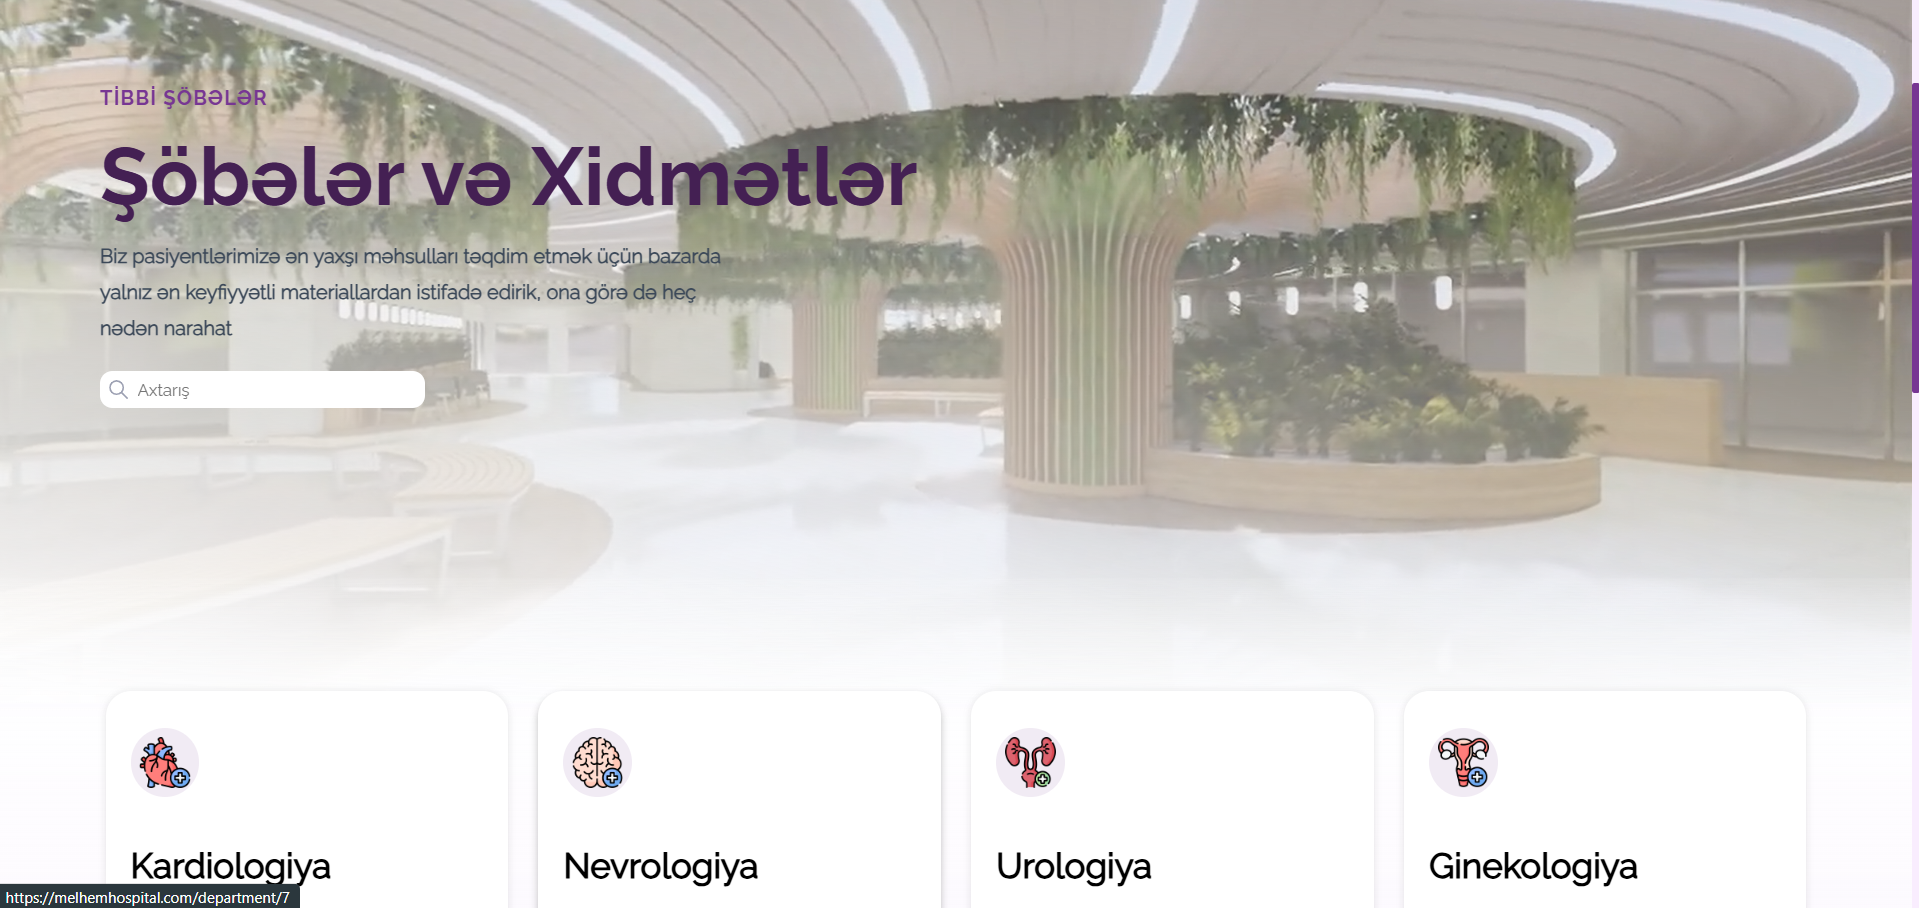 TİBBİ ŞÖBƏLƏR
Şöbələr və Xidmətlər
Biz pasiyentlərimizə ən yaxşı məhsulları təqdim etmək üçün bazarda
yalnız ən keyfiyyətli materiallardan istifadə edirik, ona görə də heç
nədən narahat
Axtarış
Kardiologiya
Nevrologiya
Urologiya
Ginekologiya
https://melhemhospital.com/department/7